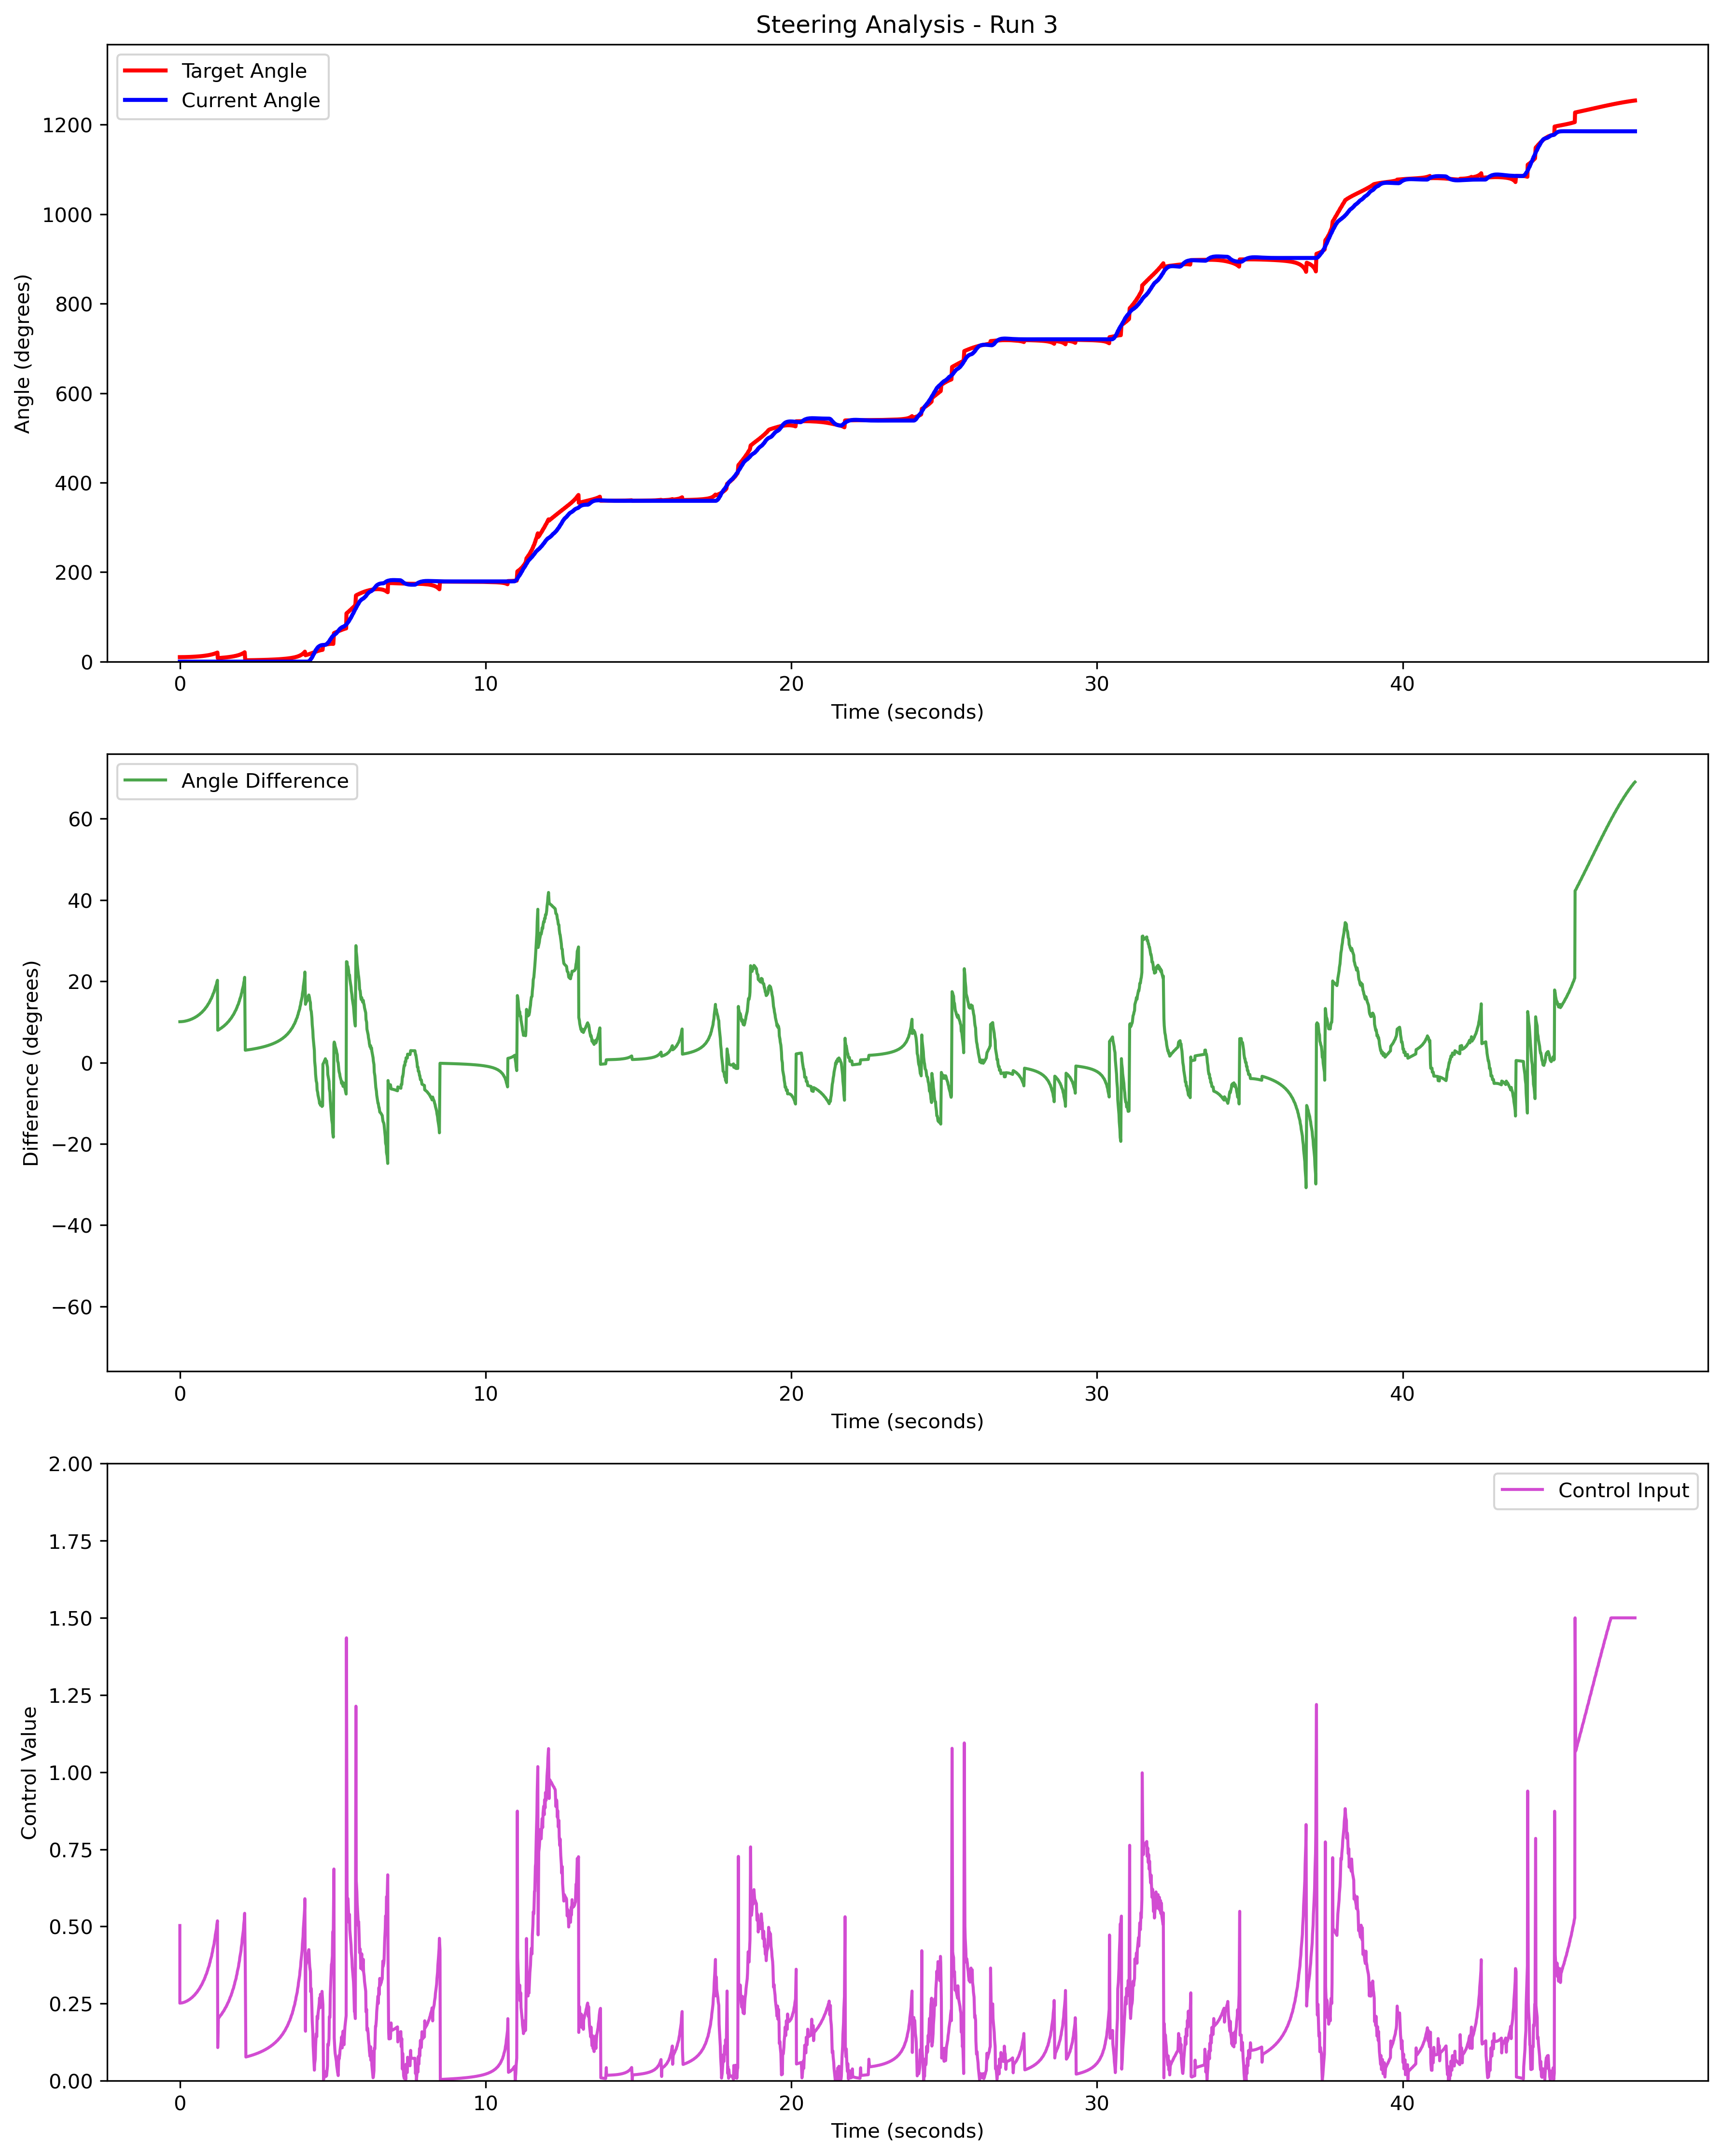 Steering Analysis - Run 3
Target Angle
Current Angle
Angle (degrees)
1200
1000
800
600
400
200
0
0 10 20 30 40
Time (seconds)
Angle Difference
Difference (degrees)
60
40
20
0
−20
−40
−60
0 10 20 30 40
Time (seconds)
Control Input
Control Value
2.00
1.75
1.50
1.25
1.00
0.75
0.50
0.25
0.00
0 10 20 30 40
Time (seconds)